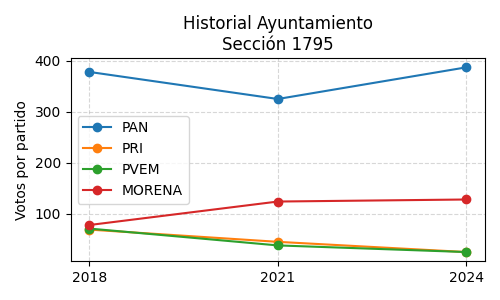 Historial Ayuntamiento
Sección 1795
Votos por partido
400
300
200
100
PAN
PRI
PVEM
MORENA
2018
2021
2024